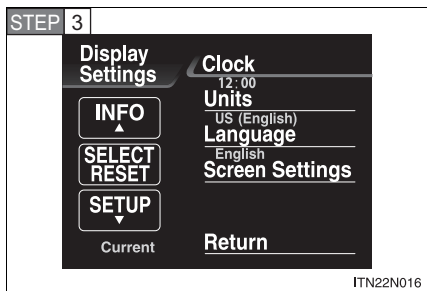 STEP 3
Display
Settings
INFO
SELECT
RESET
SETUP
Current
Clock
12:00
Units
US (English)
Language
English
Screen Settings
Return
ITN22N016